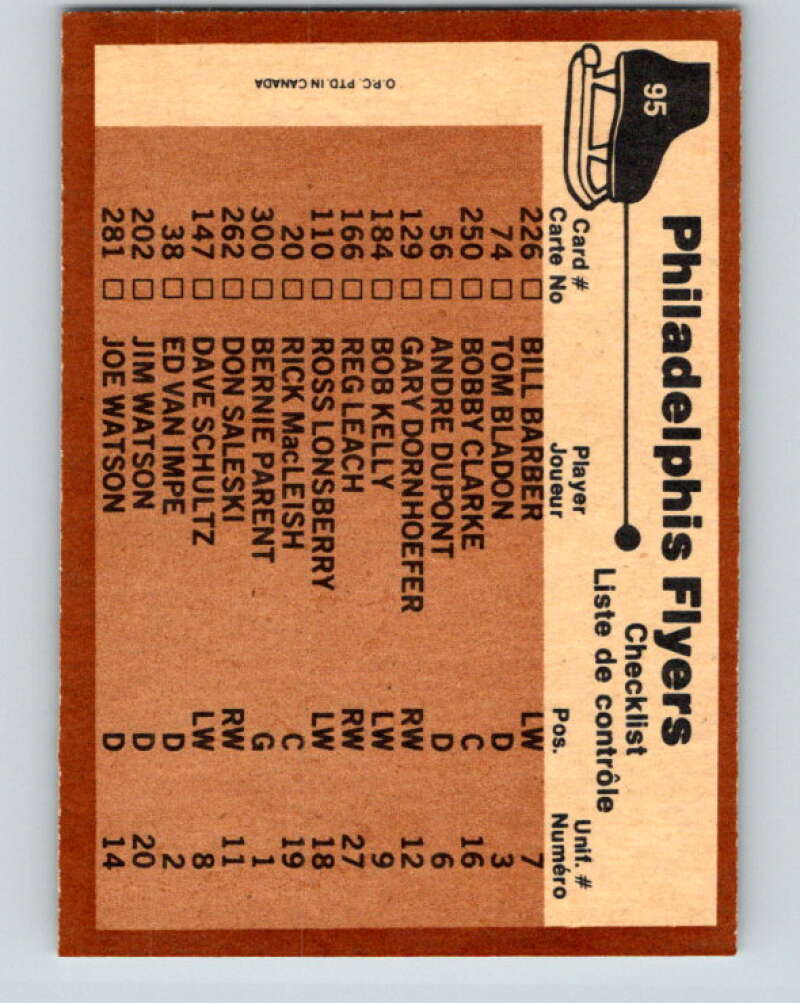 95
Philadelphis Flyers
Checklist
Liste de contrôle
Card # Player Pos. Unif. #
Carte No Joueur Numéro
226 □ BILL BARBER LW 7
74 □ TOM BLADON D 3
250 □ BOBBY CLARKE C 16
56 □ ANDRE DUPONT D 6
129 □ GARY DORNHOEFER RW 12
184 □ BOB KELLY LW 9
166 □ REG LEACH RW 27
110 □ ROSS LONSBERRY LW 18
20 □ RICK MacLEISH C 19
300 □ BERNIE PARENT G 1
262 □ DON SALESKI RW 11
147 □ DAVE SCHULTZ LW 8
38 □ ED VAN IMPE D 2
202 □ JIM WATSON D 20
281 □ JOE WATSON D 14
O.P.C. PTD. IN CANADA